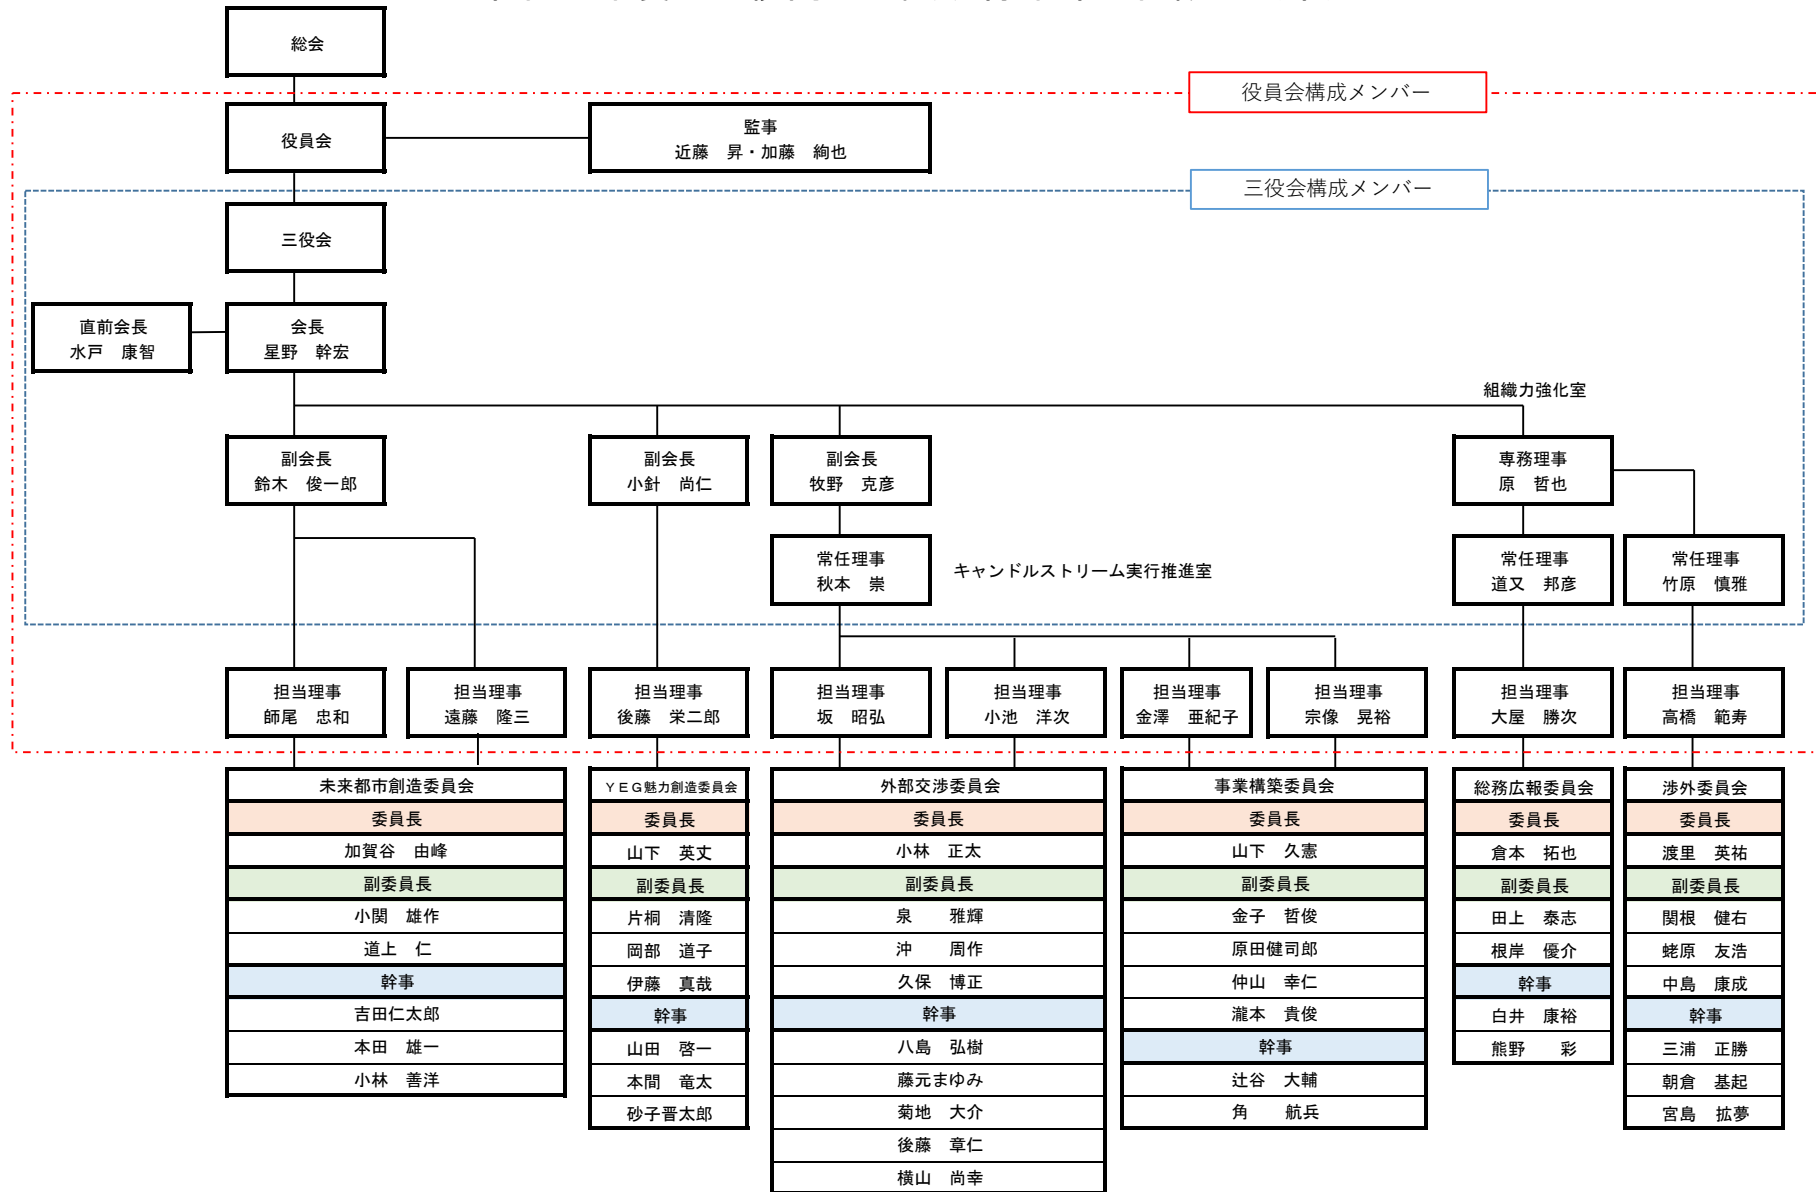 総会
役員会構成メンバー
役員会
監事
近藤　昇・加藤　絢也
三役会構成メンバー
三役会
直前会長
水戸　康智
会長
星野　幹宏
組織力強化室
副会長
鈴木　俊一郎
副会長
小針　尚仁
副会長
牧野　克彦
専務理事
原　哲也
常任理事
秋本　崇
キャンドルストリーム実行推進室
常任理事
道又　邦彦
常任理事
竹原　慎雅
担当理事
師尾　忠和
担当理事
遠藤　隆三
担当理事
後藤　栄二郎
担当理事
坂　昭弘
担当理事
小池　洋次
担当理事
金澤　亜紀子
担当理事
宗像　晃裕
担当理事
大屋　勝次
担当理事
高橋　範寿
未来都市創造委員会
委員長
加賀谷　由峰
副委員長
小関　雄作
道上　仁
幹事
吉田仁太郎
本田　雄一
小林　善洋
ＹＥＧ魅力創造委員会
委員長
山下　英丈
副委員長
片桐　清隆
岡部　道子
伊藤　真哉
幹事
山田　啓一
本間　竜太
砂子晋太郎
外部交渉委員会
委員長
小林　正太
副委員長
泉　　雅輝
沖　　周作
久保　博正
幹事
八島　弘樹
藤元まゆみ
菊地　大介
後藤　章仁
横山　尚幸
事業構築委員会
委員長
山下　久憲
副委員長
金子　哲俊
原田健司郎
仲山　幸仁
瀧本　貴俊
幹事
辻谷　大輔
角　　航兵
総務広報委員会
委員長
倉本　拓也
副委員長
田上　泰志
根岸　優介
幹事
白井　康裕
熊野　　彩
渉外委員会
委員長
渡里　英祐
副委員長
関根　健右
蛯原　友浩
中島　康成
幹事
三浦　正勝
朝倉　基起
宮島　拡夢